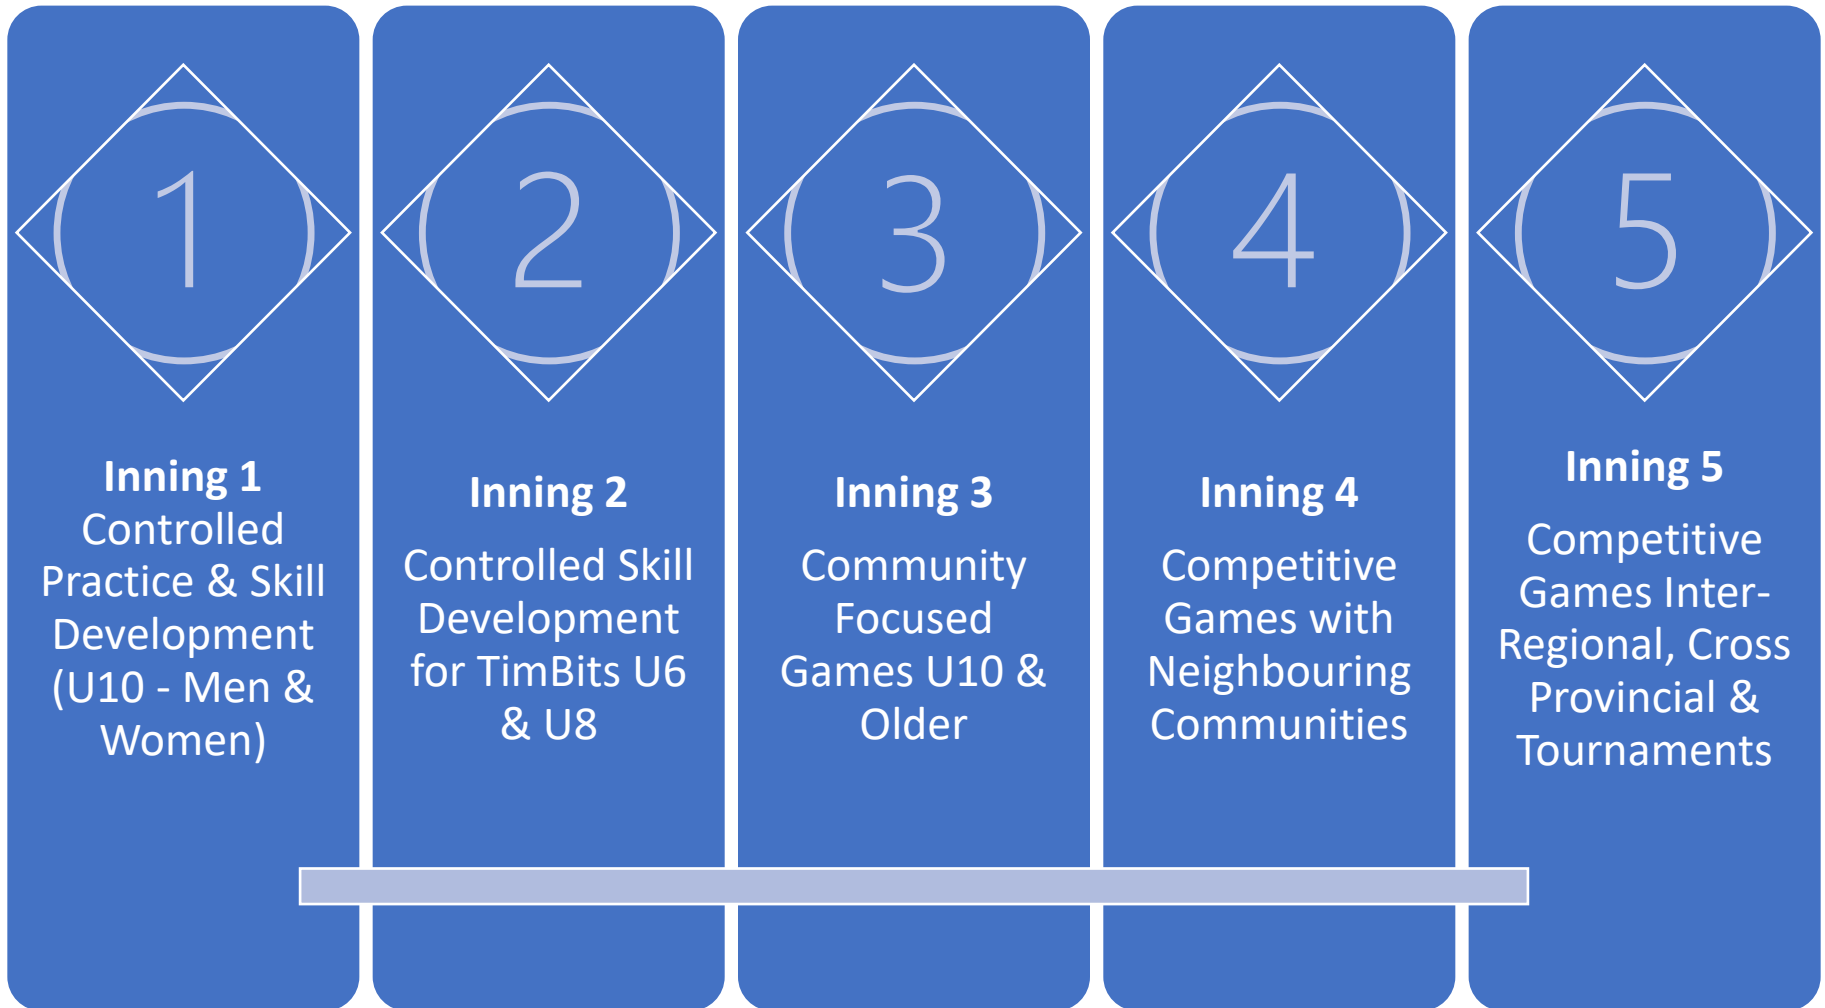 1
Inning 1
Controlled
Practice & Skill
Development
(U10 - Men &
Women)
2
Inning 2
Controlled Skill
Development
for TimBits U6
& U8
3
Inning 3
Community
Focused
Games U10 &
Older
4
Inning 4
Competitive
Games with
Neighbouring
Communities
5
Inning 5
Competitive
Games Inter-
Regional, Cross
Provincial &
Tournaments